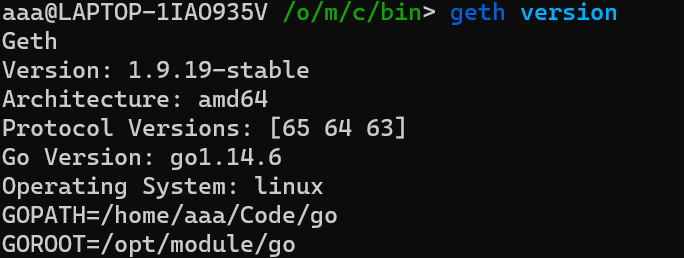 aaa@LAPTOP-1IAO935V /o/m/c/bin> geth version
Geth
Version: 1.9.19-stable
Architecture: amd64
Protocol Versions: [65 64 63]
Go Version: go1.14.6
Operating System: linux
GOPATH=/home/aaa/Code/go
GOROOT=/opt/module/go